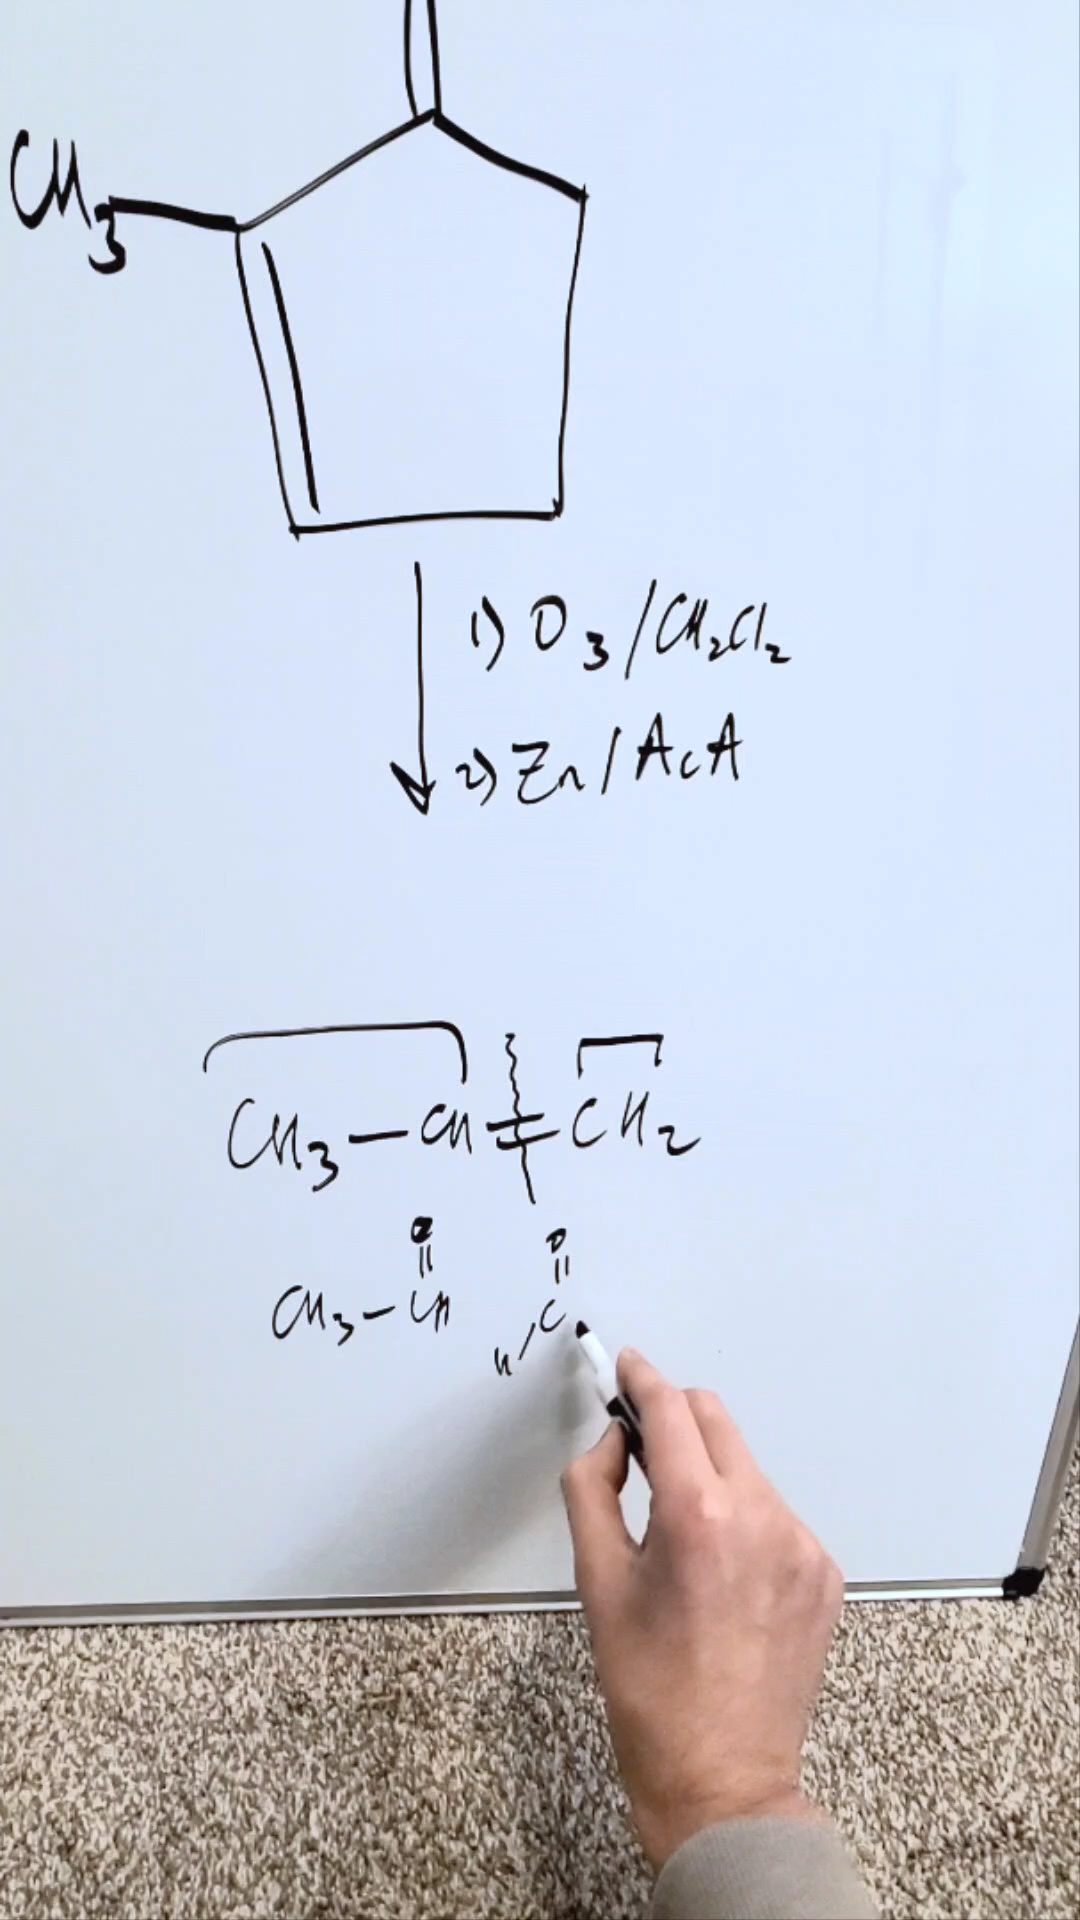 CH3
1) O3/CH2Cl2
2) Zn/AcA
CH3-CH=CH2
O O
CH3-CH C
H